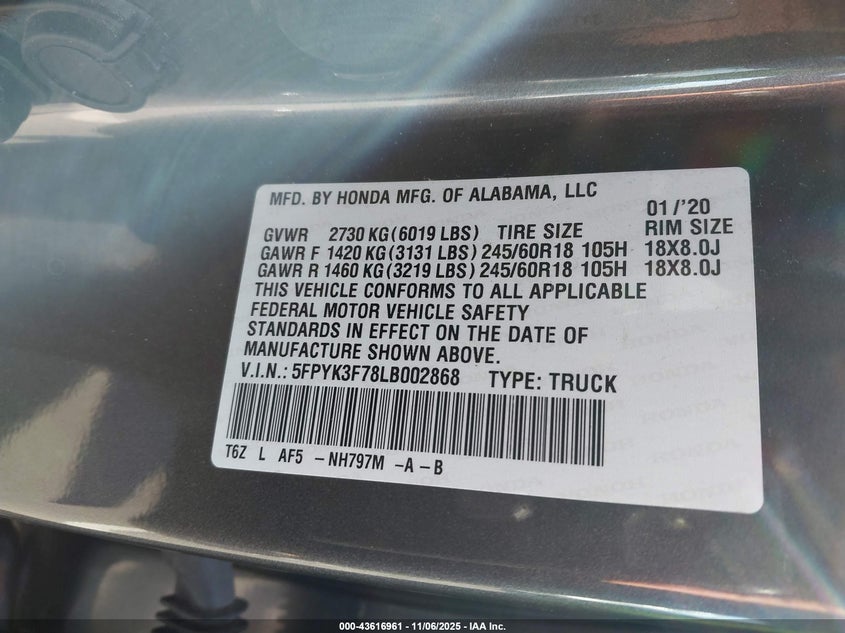 MFD. BY HONDA MFG. OF ALABAMA, LLC
01/'20
GVWR 2730 KG (6019 LBS) TIRE SIZE RIM SIZE
GAWR F 1420 KG (3131 LBS) 245/60R18 105H 18X8.0J
GAWR R 1460 KG (3219 LBS) 245/60R18 105H 18X8.0J
THIS VEHICLE CONFORMS TO ALL APPLICABLE
FEDERAL MOTOR VEHICLE SAFETY
STANDARDS IN EFFECT ON THE DATE OF
MANUFACTURE SHOWN ABOVE.
V.I.N.: 5FPYK3F78LB002868 TYPE: TRUCK
T6Z L AF5 -NH797M -A-B
000-43616961 - 11/06/2025 - IAA Inc.